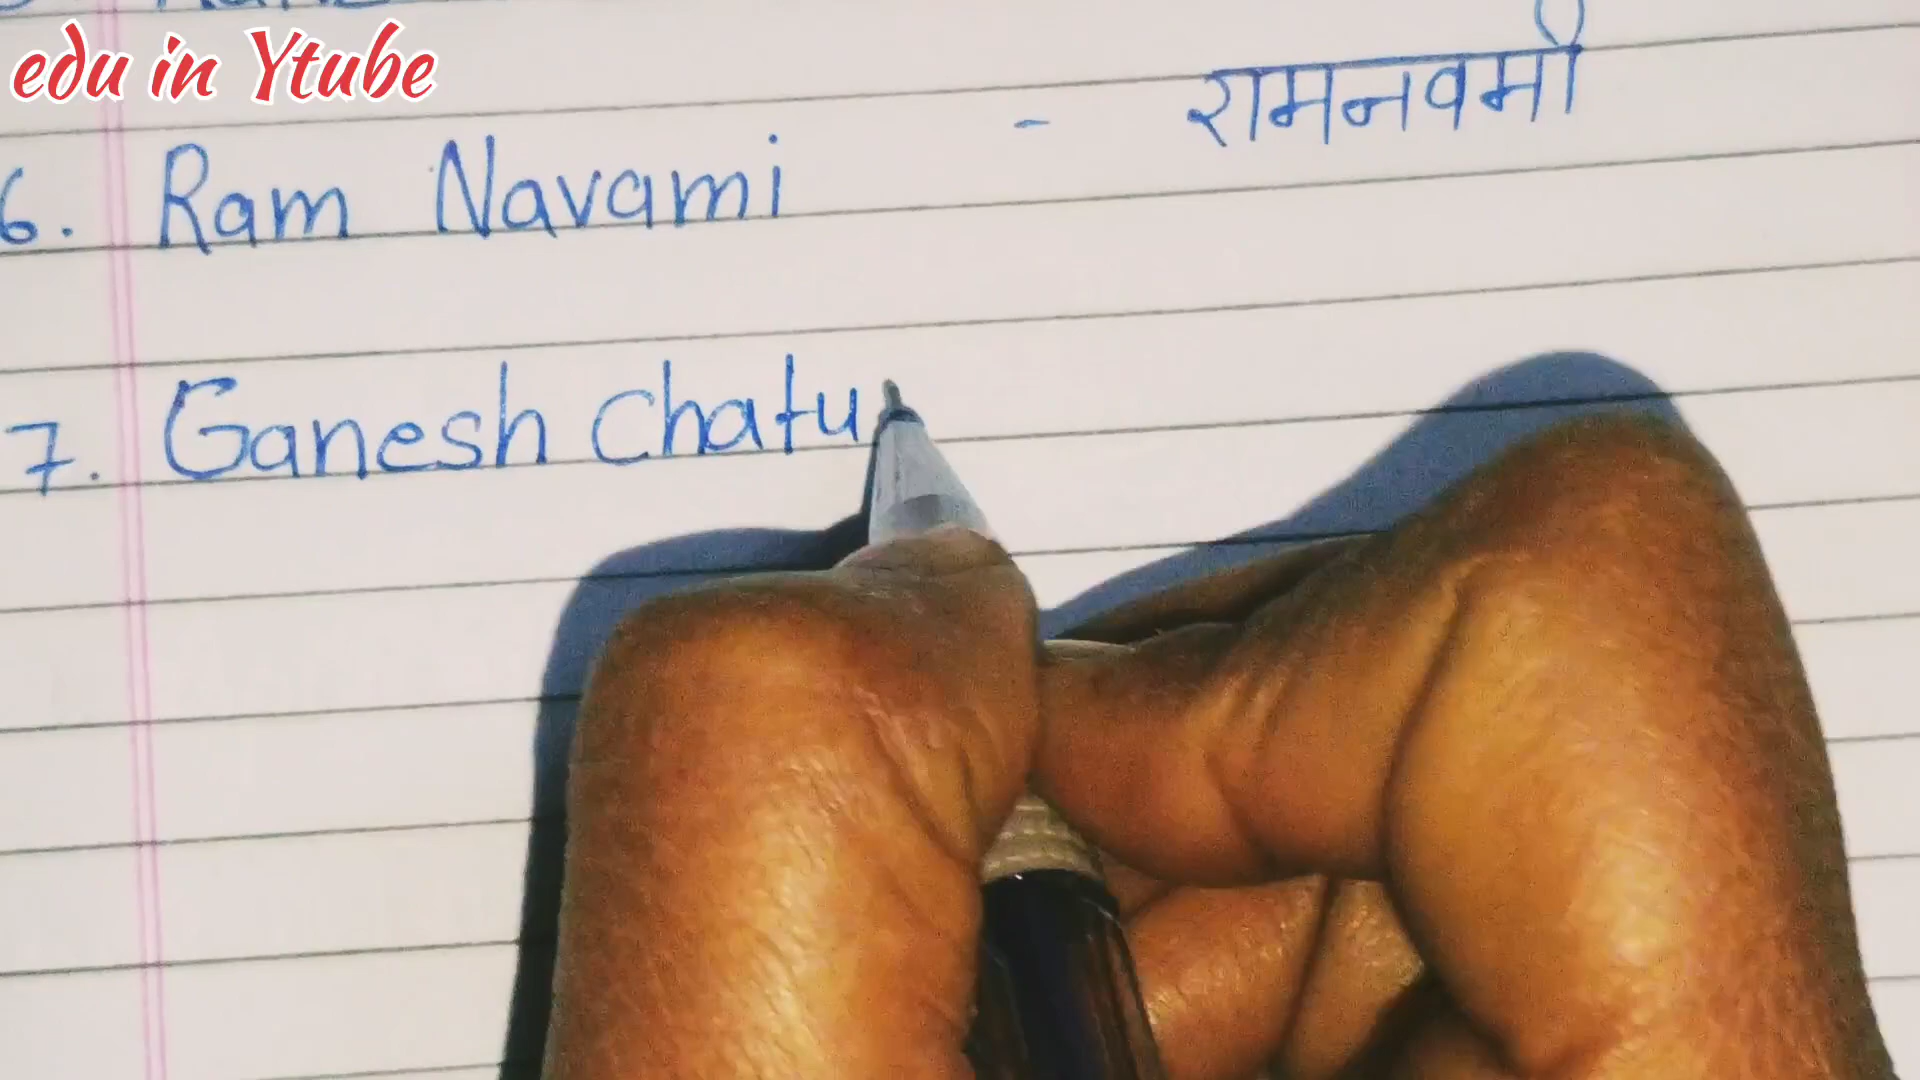 edu in Ytube
6. Ram Navami - रामनवमी
7. Ganesh Chatu